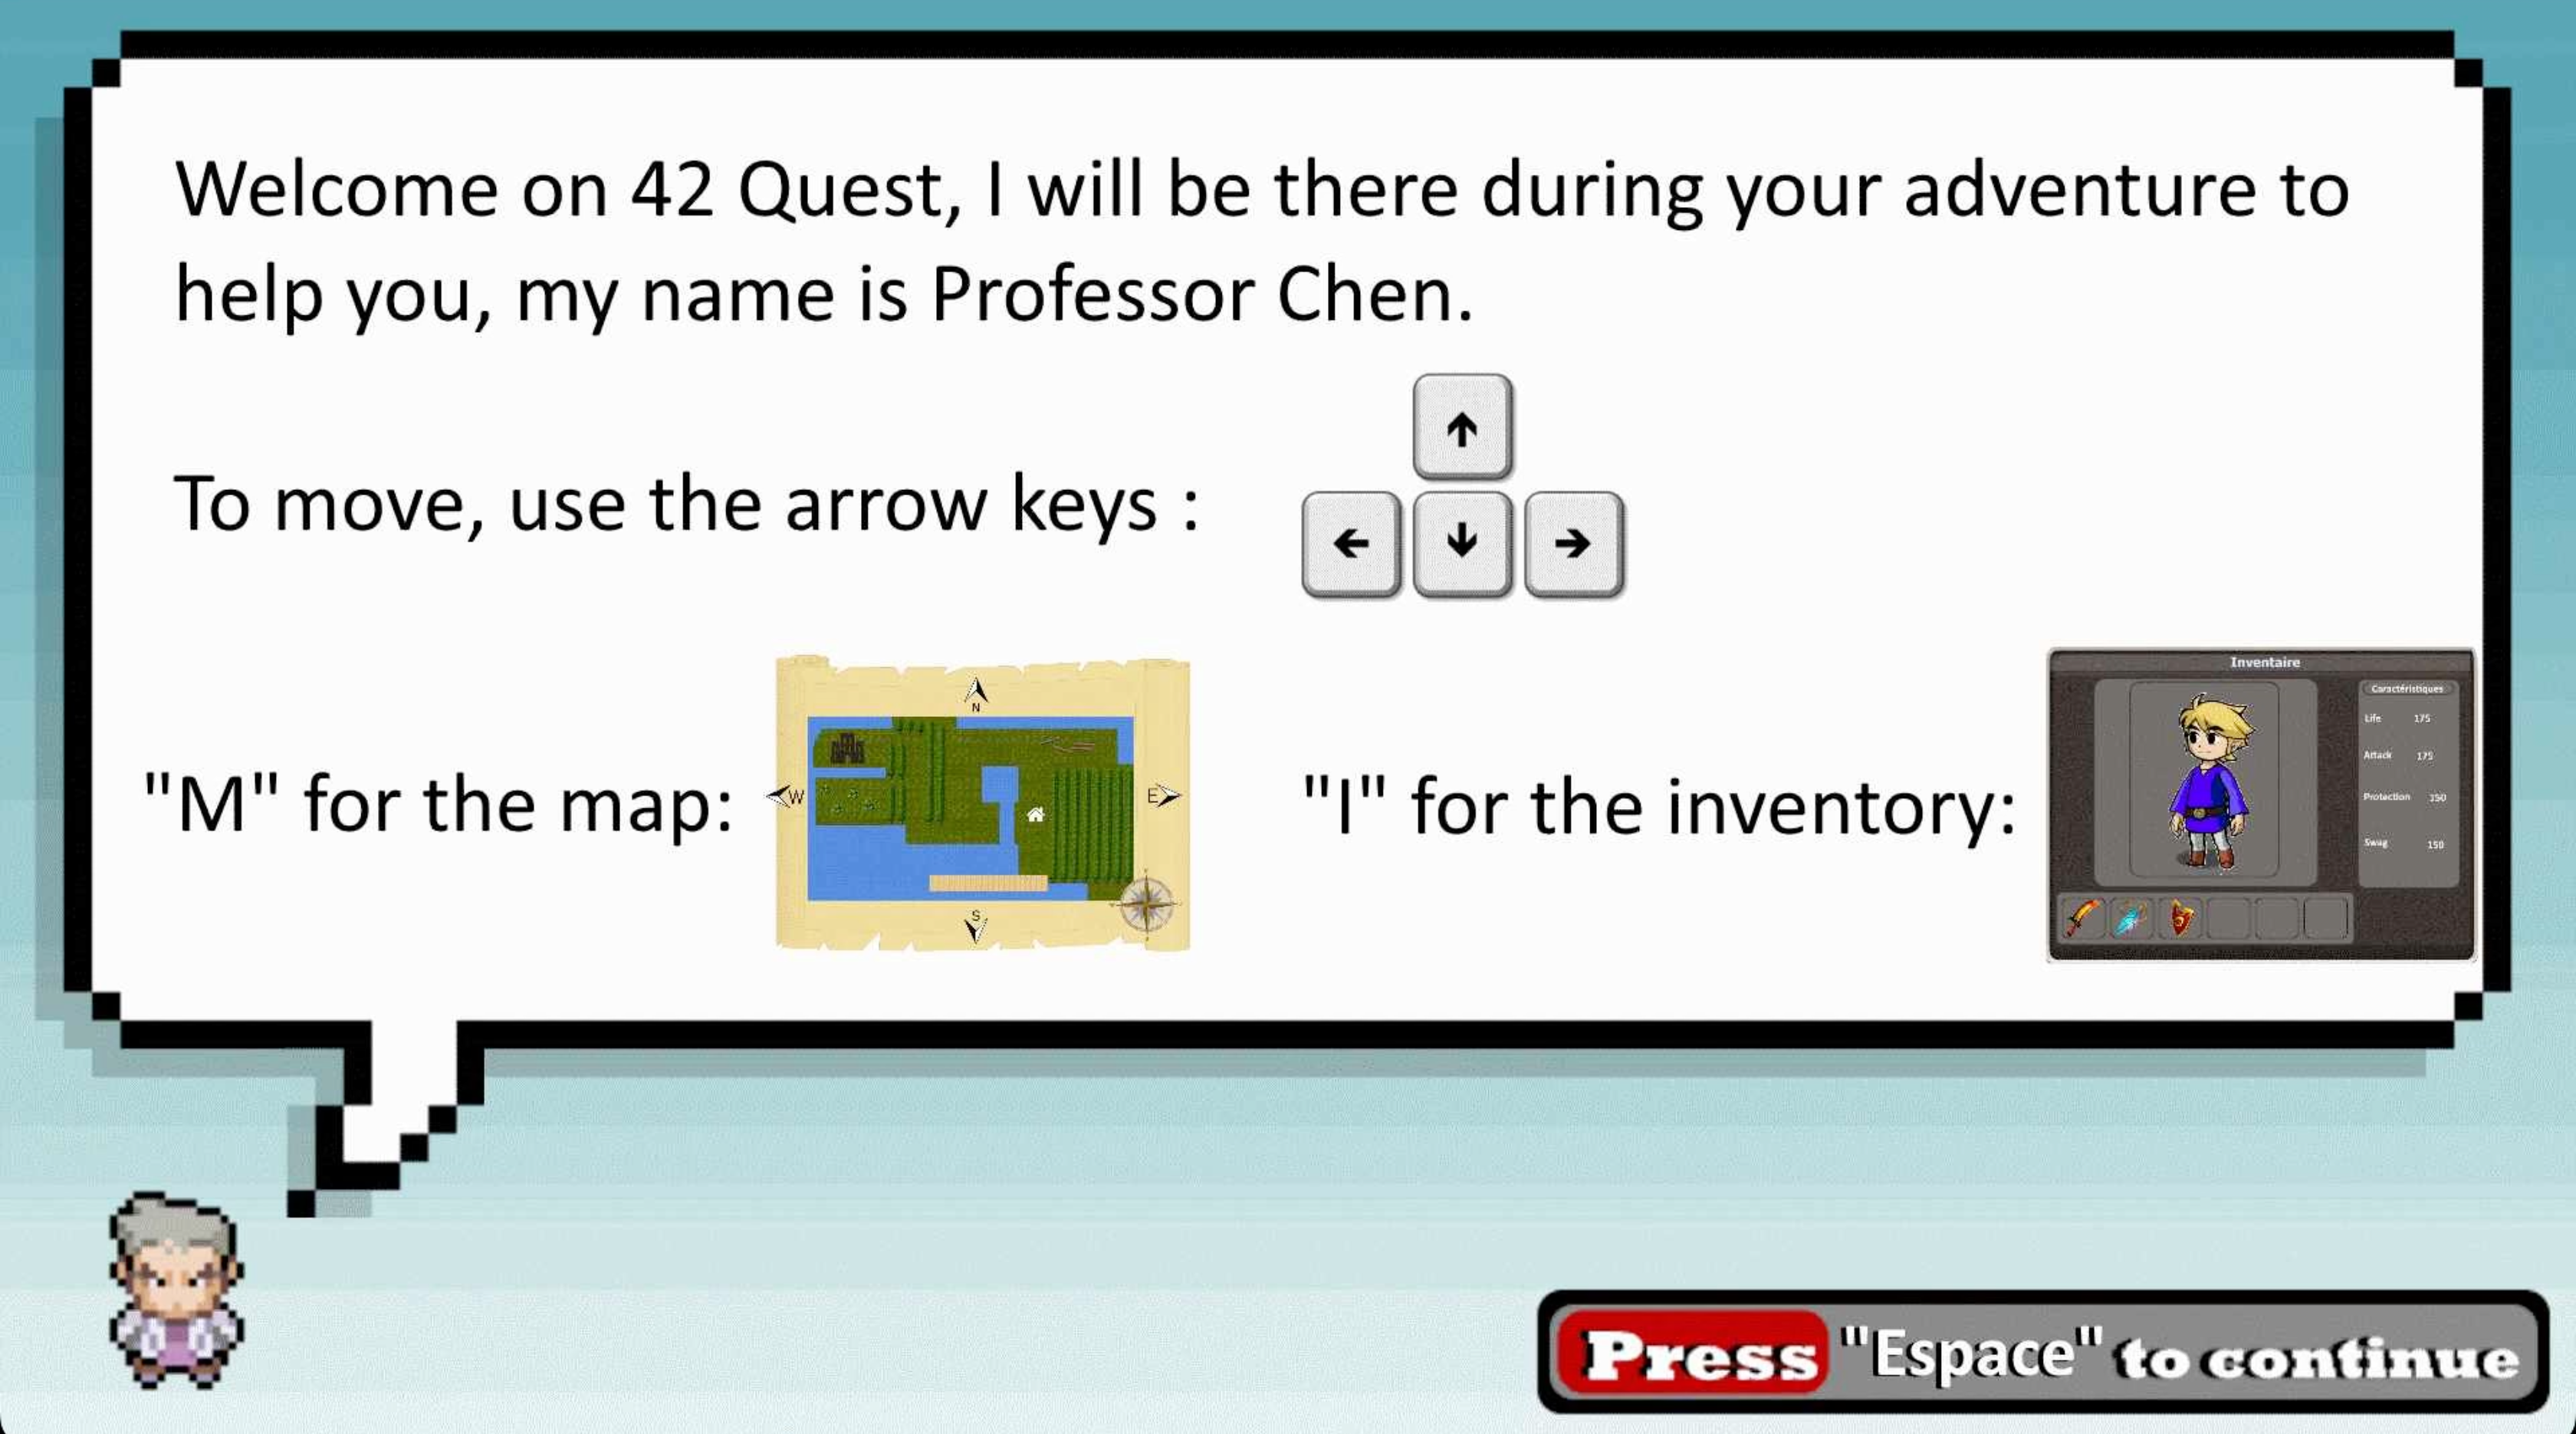 Welcome on 42 Quest, I will be there during your adventure to
help you, my name is Professor Chen.
To move, use the arrow keys :
"M" for the map:
N
W
E
S
"I" for the inventory:
Inventaire
Caractéristiques
Life 175
Attack 175
Protection 150
Swag 150
Press "Espace" to continue